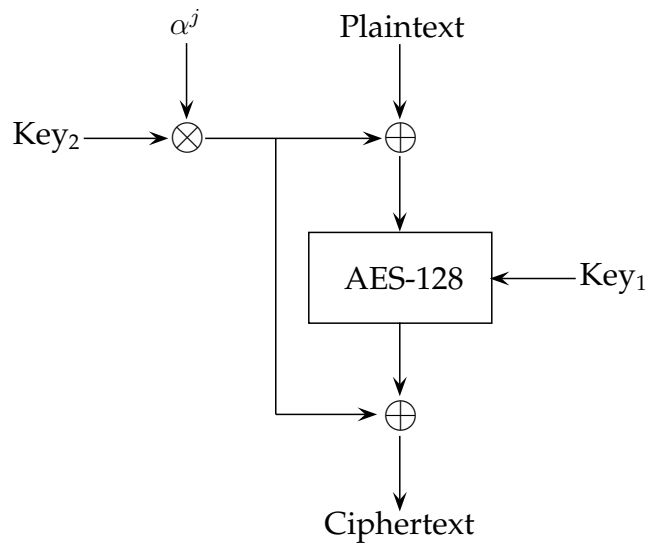 α^j
Plaintext
Key₂
AES-128
Key₁
Ciphertext